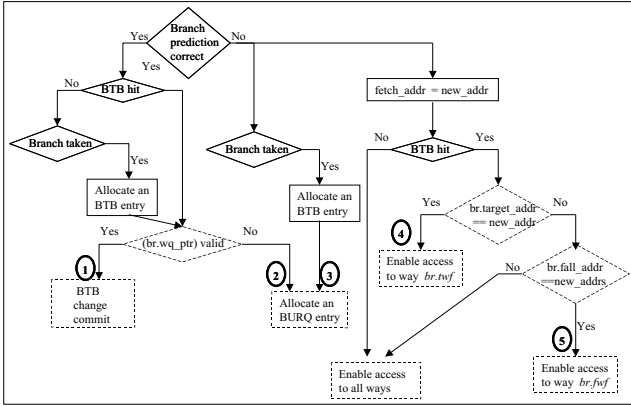 Branch
prediction
correct
Yes
No
Yes
No
BTB hit
fetch_addr = new_addr
Branch taken
Branch taken
No
BTB hit
Yes
Yes
Yes
Allocate an
BTB entry
Allocate an
BTB entry
Yes
br.target_addr
== new_addr
No
Yes
(br.wq_ptr) valid
No
4
Enable access
to way br.twf
1
BTB
change
commit
2
3
Allocate an
BURQ entry
No
br.fall_addr
==new_addrs
Yes
5
Enable access
to all ways
Enable access
to way br.fwf